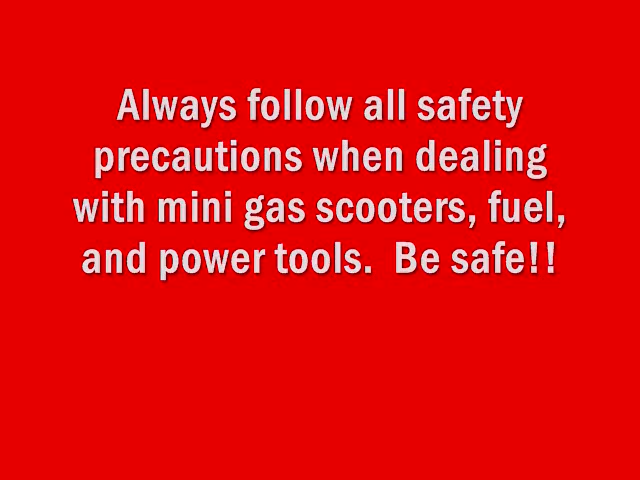 Always follow all safety
precautions when dealing
with mini gas scooters, fuel,
and power tools.  Be safe!!